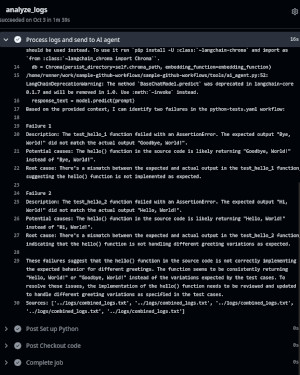 analyze_logs
succeeded on Oct 3 in 1m 39s
Process logs and send to AI agent
16s
should be used instead. To use it run `pip install -U :class:`~langchain-chroma` and import as
`from :class:`~langchain_chroma import Chroma``.
14 db = Chroma(persist_directory=self.chroma_path, embedding_function=embedding_function)
15 /home/runner/work/sample-github-workflows/sample-github-workflows/tools/ai_agent.py:52:
LangChainDeprecationWarning: The method `BaseChatModel.predict` was deprecated in langchain-core
0.1.7 and will be removed in 1.0. Use :meth:`~invoke` instead.
16 response_text = model.predict(prompt)
17 Based on the provided context, I can identify two failures in the python-tests.yaml workflow:
18
19 Failure 1
20 Description: The test_hello_1 function failed with an AssertionError. The expected output "Bye,
World!" did not match the actual output "Goodbye, World!".
21 Potential causes: The hello() function in the source code is likely returning "Goodbye, World!"
instead of "Bye, World!".
22 Root cause: There's a mismatch between the expected and actual output in the test_hello_1 function
suggesting the hello() function is not implemented as expected.
23
24 Failure 2
25 Description: The test_hello_2 function failed with an AssertionError. The expected output "Hi,
World!" did not match the actual output "Hello, World!".
26 Potential causes: The hello() function in the source code is likely returning "Hello, World!"
instead of "Hi, World!".
27 Root cause: There's a mismatch between the expected and actual output in the test_hello_2 function
indicating that the hello() function is not handling different greeting variations as expected.
28
29 These failures suggest that the hello() function in the source code is not correctly implementing
the expected behavior for different greetings. The function seems to be consistently returning
"Hello, World!" or "Goodbye, World!" instead of the variations expected by the test cases. To
resolve these issues, the implementation of the hello() function needs to be reviewed and updated
to handle different greeting variations as specified in the test cases.
30 Sources: ['../logs/combined_logs.txt', '../logs/combined_logs.txt', '../logs/combined_logs.txt',
'../logs/combined_logs.txt', '../logs/combined_logs.txt']
Post Set up Python
0s
Post Checkout code
0s
Complete job
0s